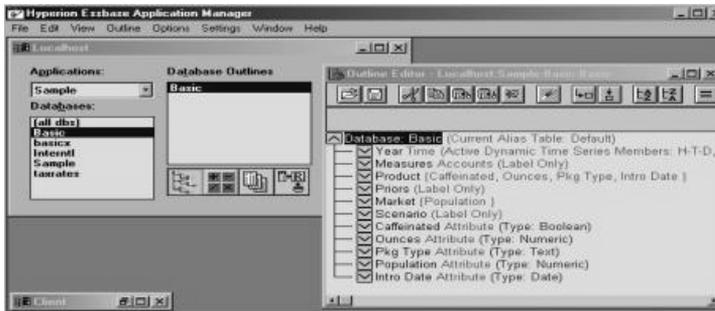 Hyperion Essbase Application Manager
File Edit View Outline Options Settings Window Help
Localhost
Applications:
Sample
Databases:
(all dbs)
Basic
basicx
Interntl
Sample
taxrates
Database Outlines
Basic
Outline Editor - Localhost:Sample:Basic:Basic
Database: Basic (Current Alias Table: Default)
Year Time (Active Dynamic Time Series Members: H-T-D,
Measures Accounts (Label Only)
Product {Caffeinated, Ounces, Pkg Type, Intro Date }
Priors (Label Only)
Market {Population }
Scenario (Label Only)
Caffeinated Attribute (Type: Boolean)
Ounces Attribute (Type: Numeric)
Pkg Type Attribute (Type: Text)
Population Attribute (Type: Numeric)
Intro Date Attribute (Type: Date)
Client